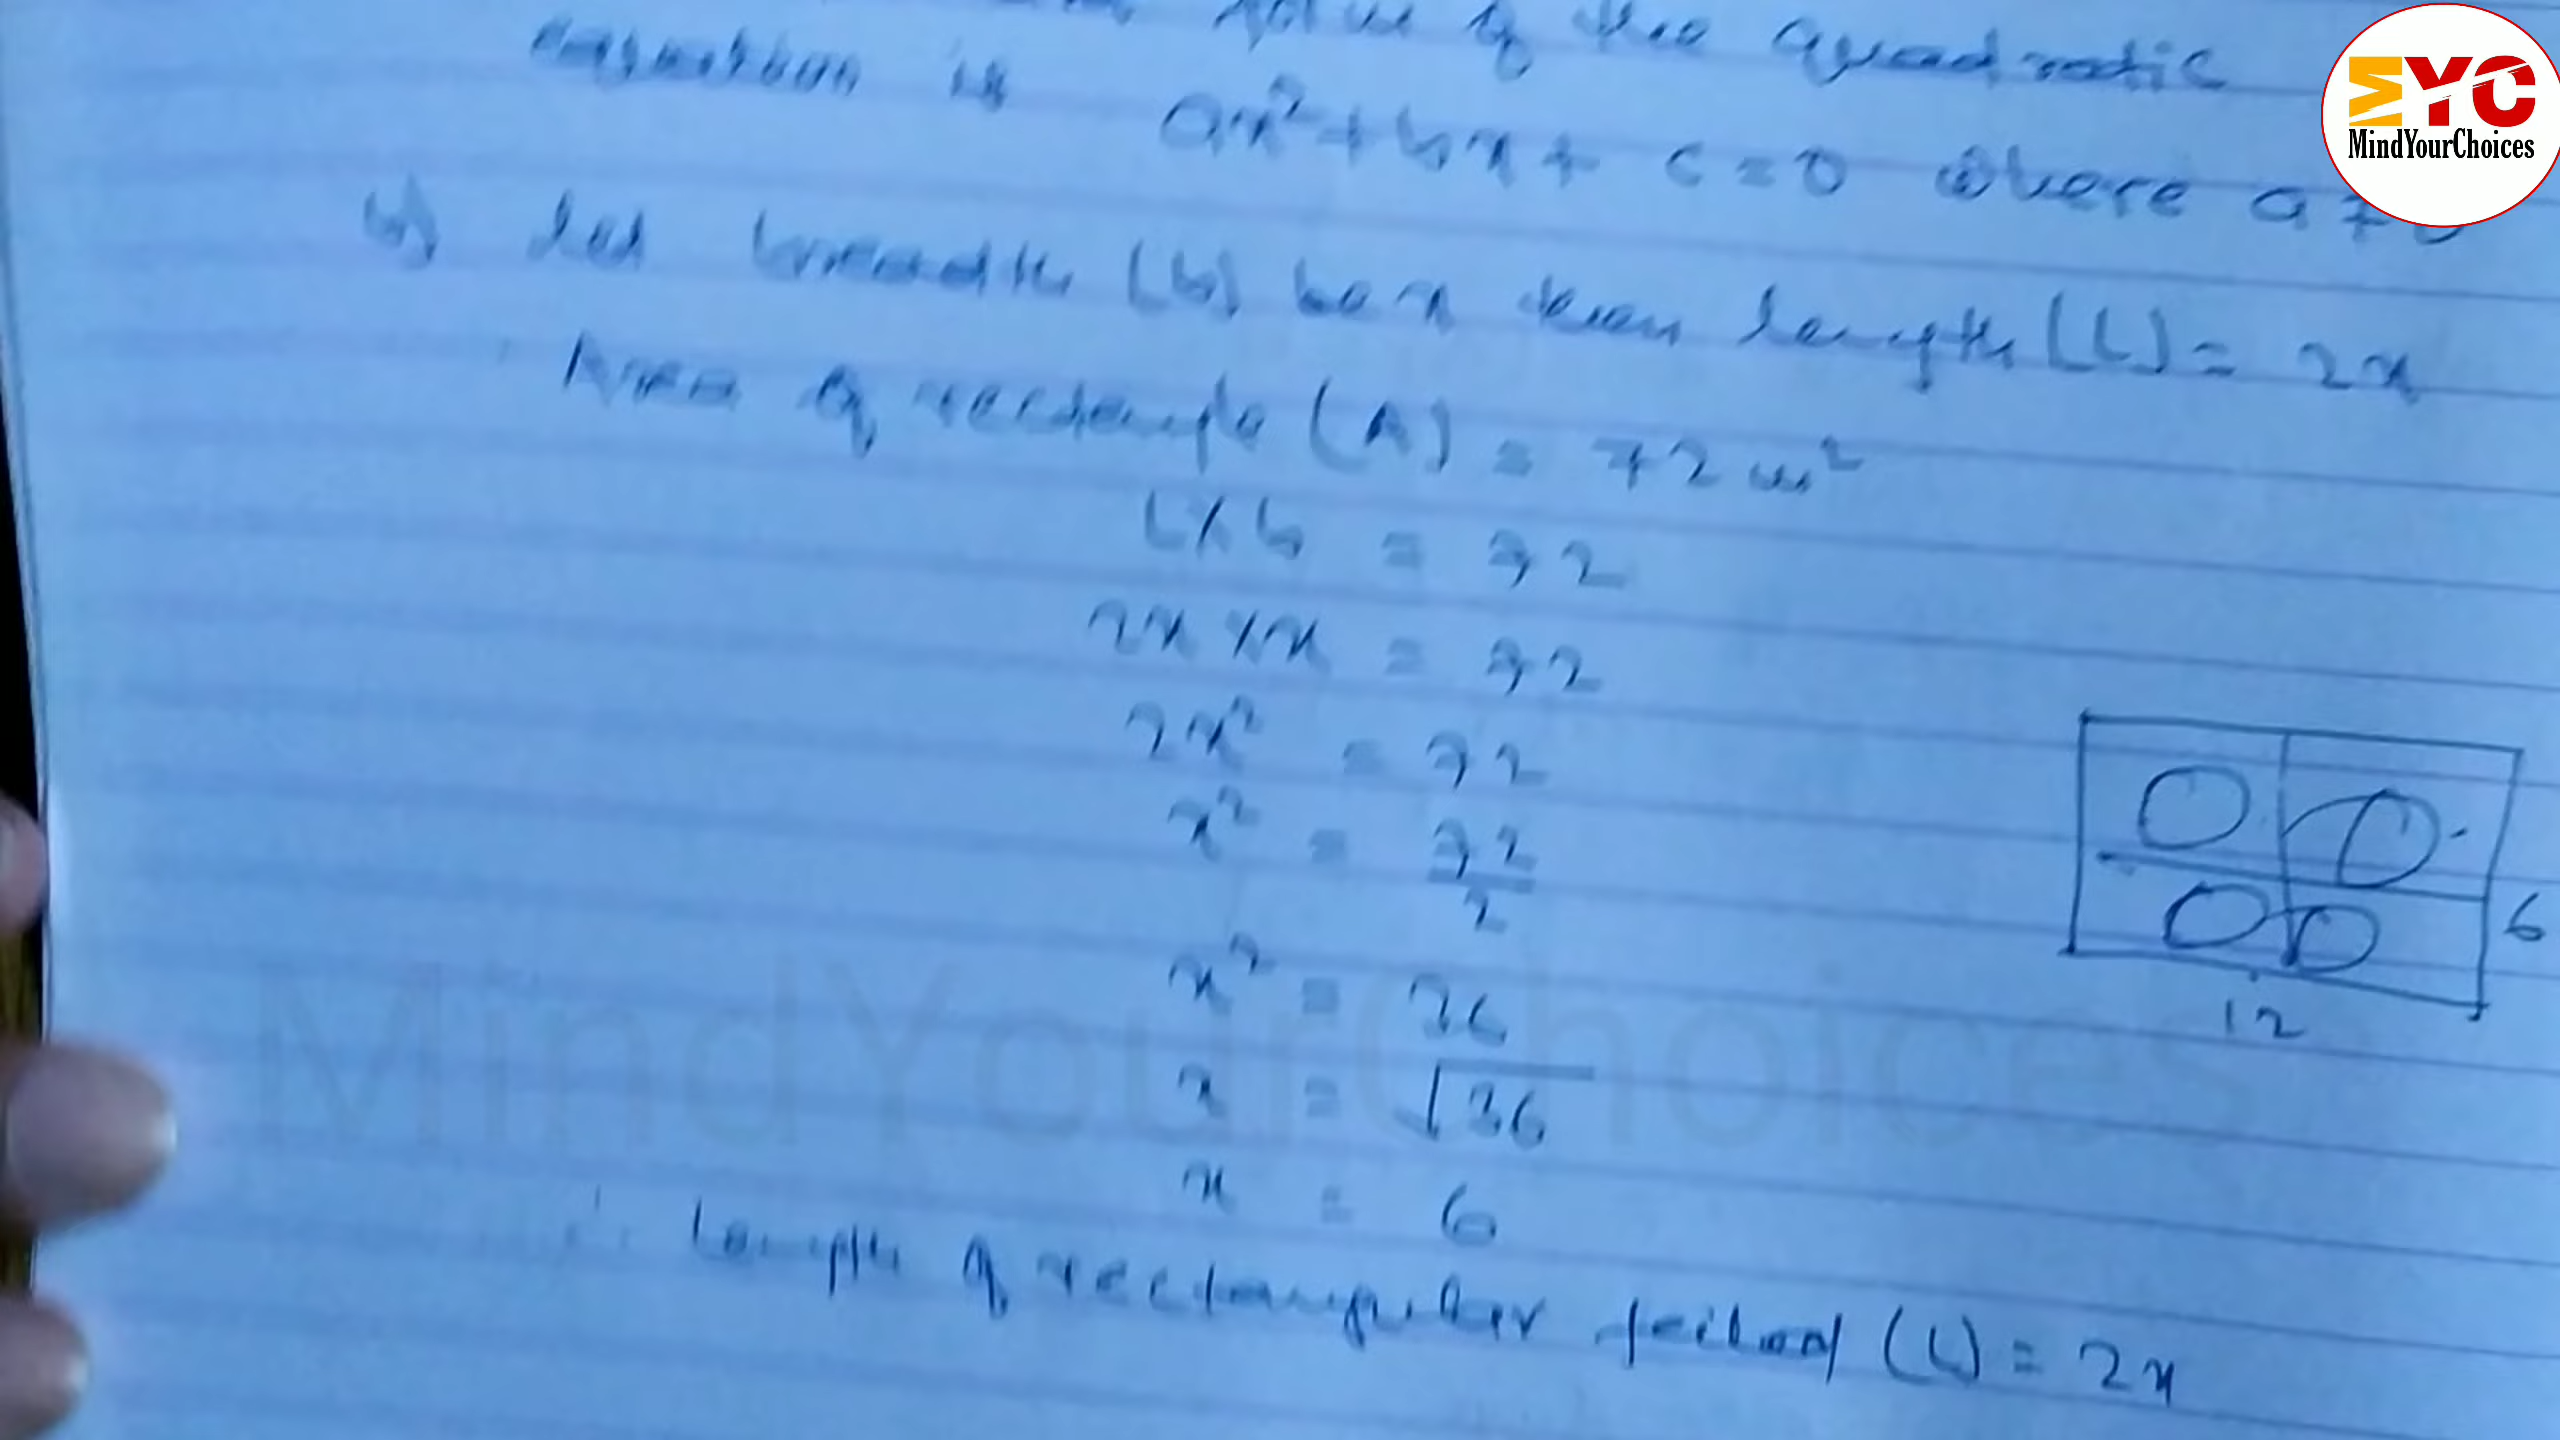 of the quadratic
equation is ax²+bx+ c=0 where a ≠ 0
b) let breadth (b) be x then length (L) = 2x
Area of rectangle (A) = 72 m²
L × b = 72
2x × x = 72
2x² = 72
x² = 72/2
x² = 36
x = √36
x = 6
∴ Length of rectangular (L) = 2x
6
12
MYC
MindYourChoices
MindYourChoices